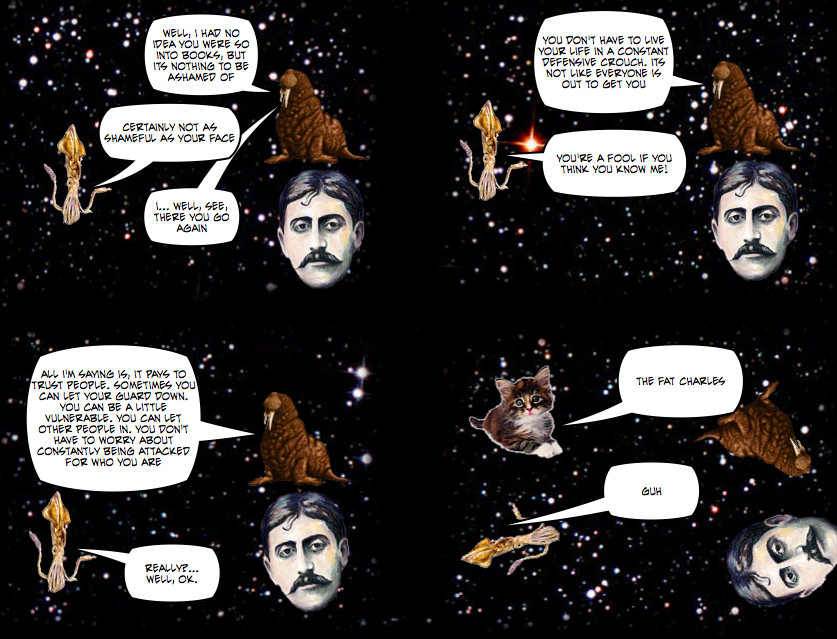 WELL, I HAD NO
IDEA YOU WERE SO
INTO BOOKS, BUT
ITS NOTHING TO BE
ASHAMED OF
CERTAINLY NOT AS
SHAMEFUL AS YOUR FACE
I... WELL, SEE,
THERE YOU GO
AGAIN
YOU DON'T HAVE TO LIVE
YOUR LIFE IN A CONSTANT
DEFENSIVE CROUCH. ITS
NOT LIKE EVERYONE IS
OUT TO GET YOU
YOU'RE A FOOL IF YOU
THINK YOU KNOW ME!
ALL I'M SAYING IS, IT PAYS TO
TRUST PEOPLE. SOMETIMES YOU
CAN LET YOUR GUARD DOWN.
YOU CAN BE A LITTLE
VULNERABLE. YOU CAN LET
OTHER PEOPLE IN. YOU DON'T
HAVE TO WORRY ABOUT
CONSTANTLY BEING ATTACKED
FOR WHO YOU ARE
REALLY?...
WELL, OK.
THE FAT CHARLES
GUH